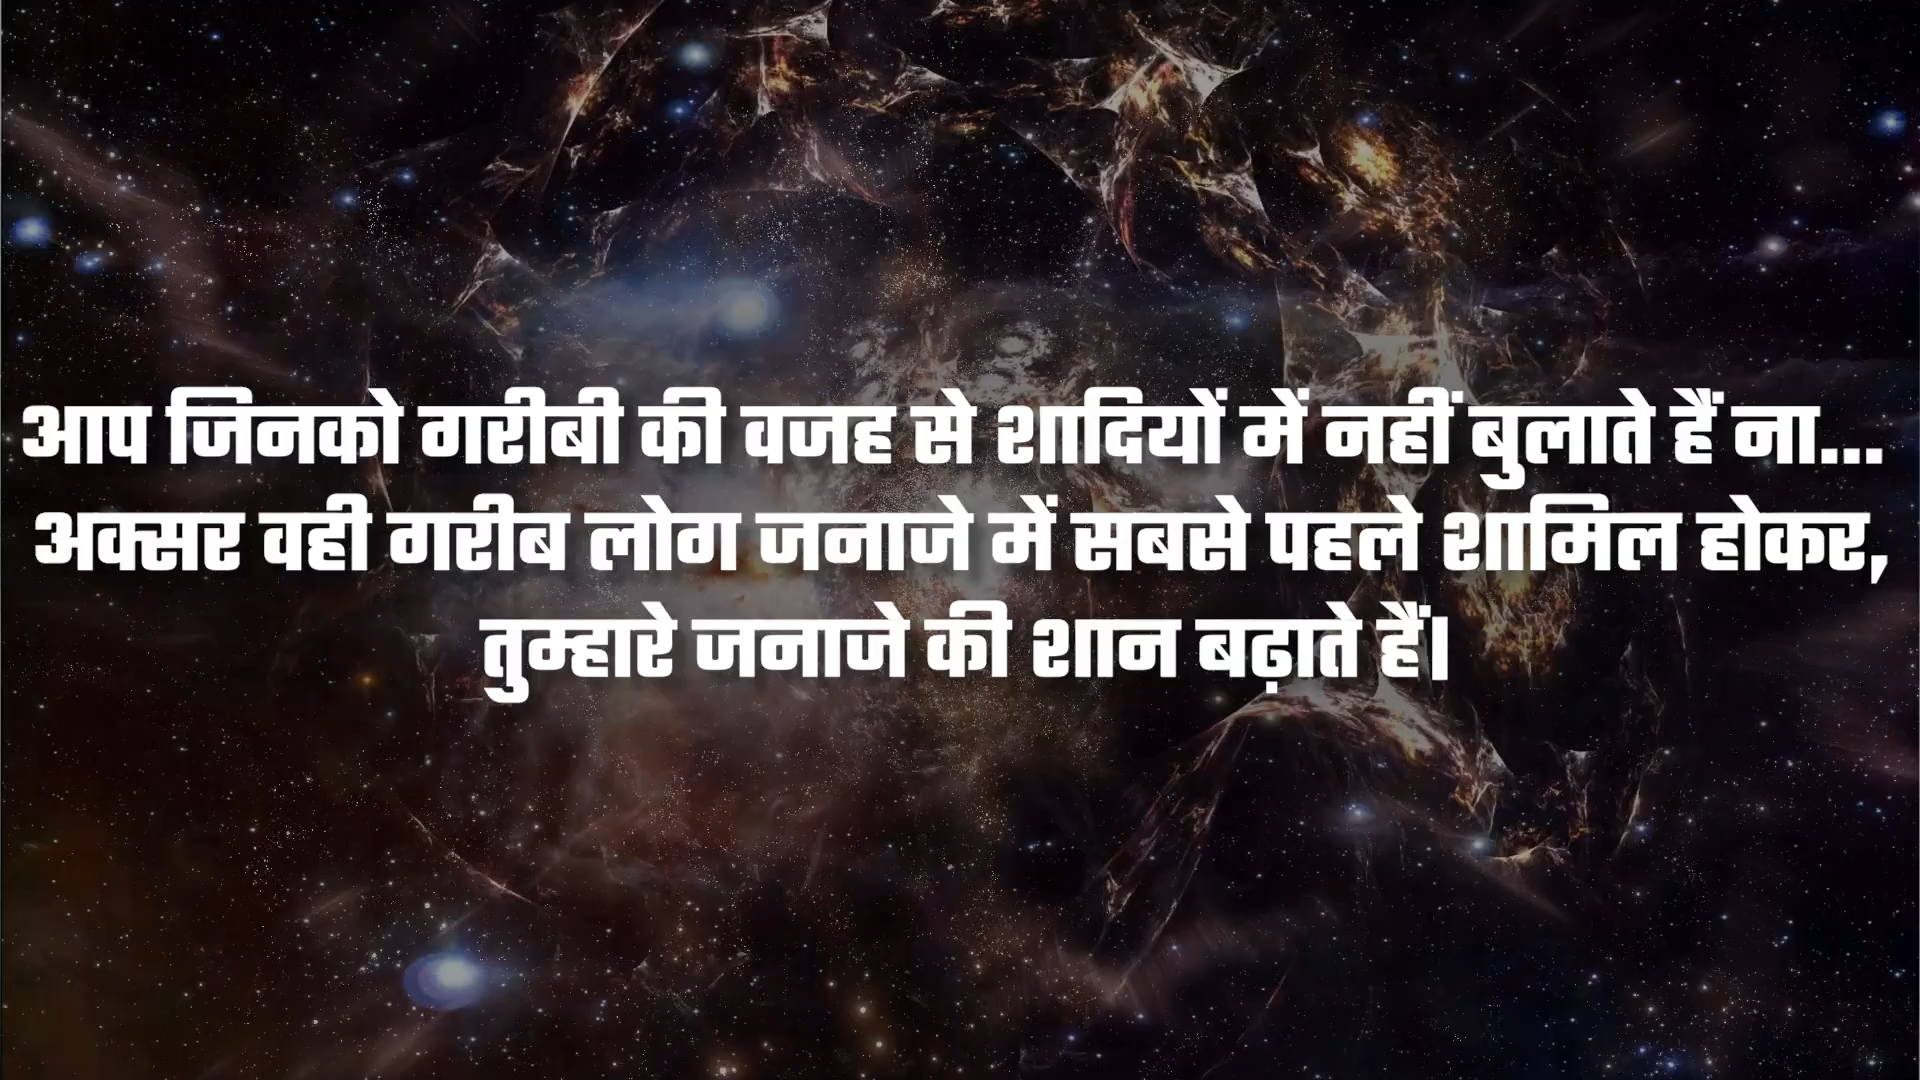 आप जिनको गरीबी की वजह से शादियों में नहीं बुलाते हैं ना...
अक्सर वही गरीब लोग जनाजे में सबसे पहले शामिल होकर,
तुम्हारे जनाजे की शान बढ़ाते हैं।